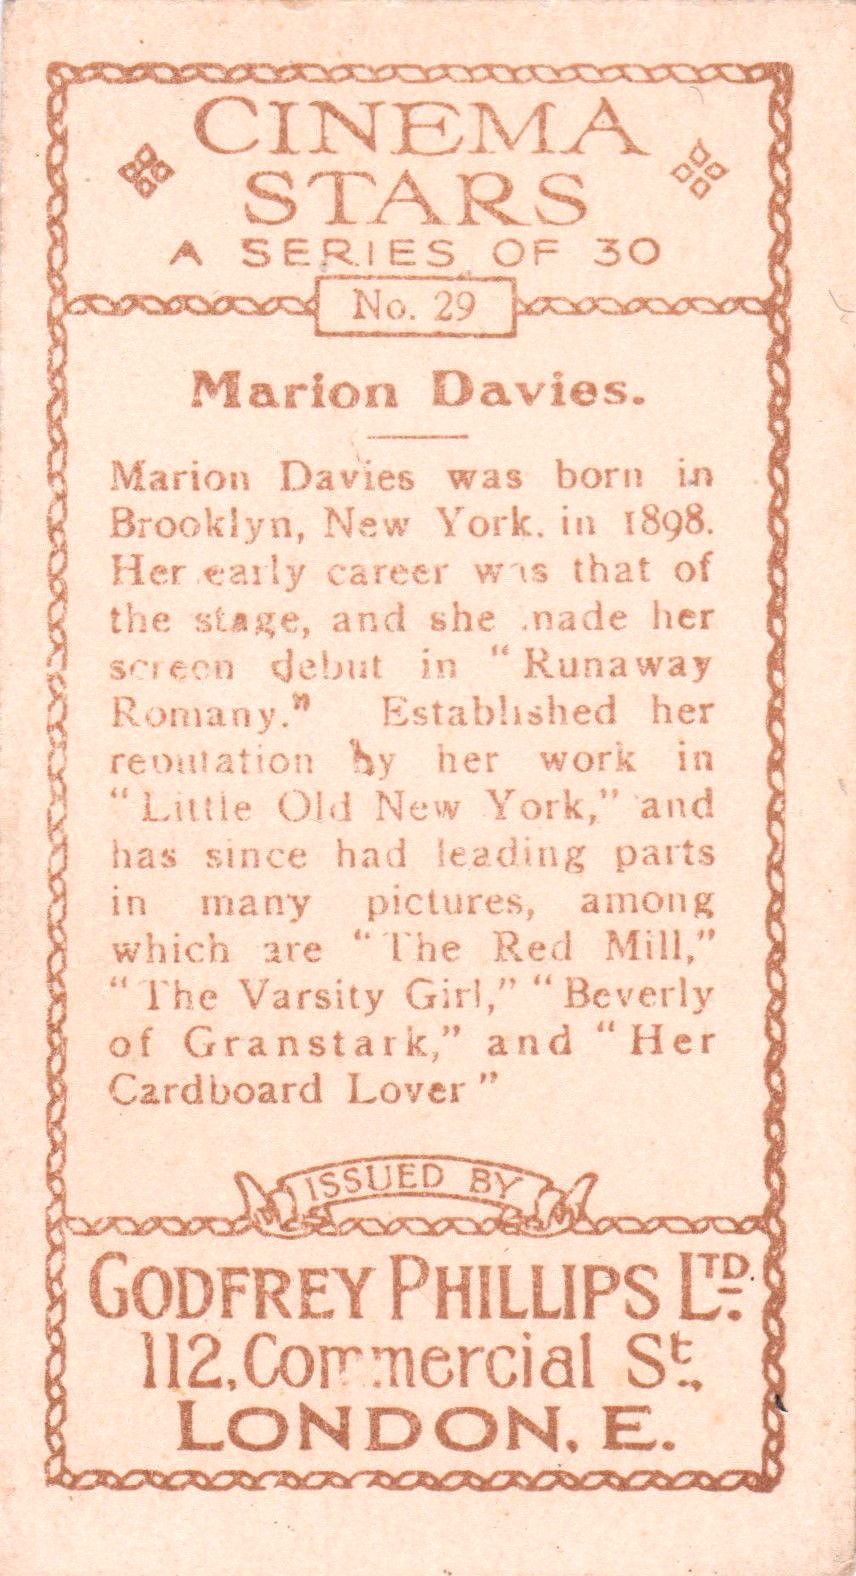 CINEMA
STARS
A SERIES OF 30
No. 29
Marion Davies.
Marion Davies was born in
Brooklyn, New York, in 1898.
Her early career was that of
the stage, and she made her
screen debut in "Runaway
Romany." Established her
reputation by her work in
"Little Old New York," and
has since had leading parts
in many pictures, among
which are "The Red Mill,"
"The Varsity Girl," "Beverly
of Granstark," and "Her
Cardboard Lover"
ISSUED BY
GODFREY PHILLIPS LTD.
112, Commercial St.,
LONDON, E.